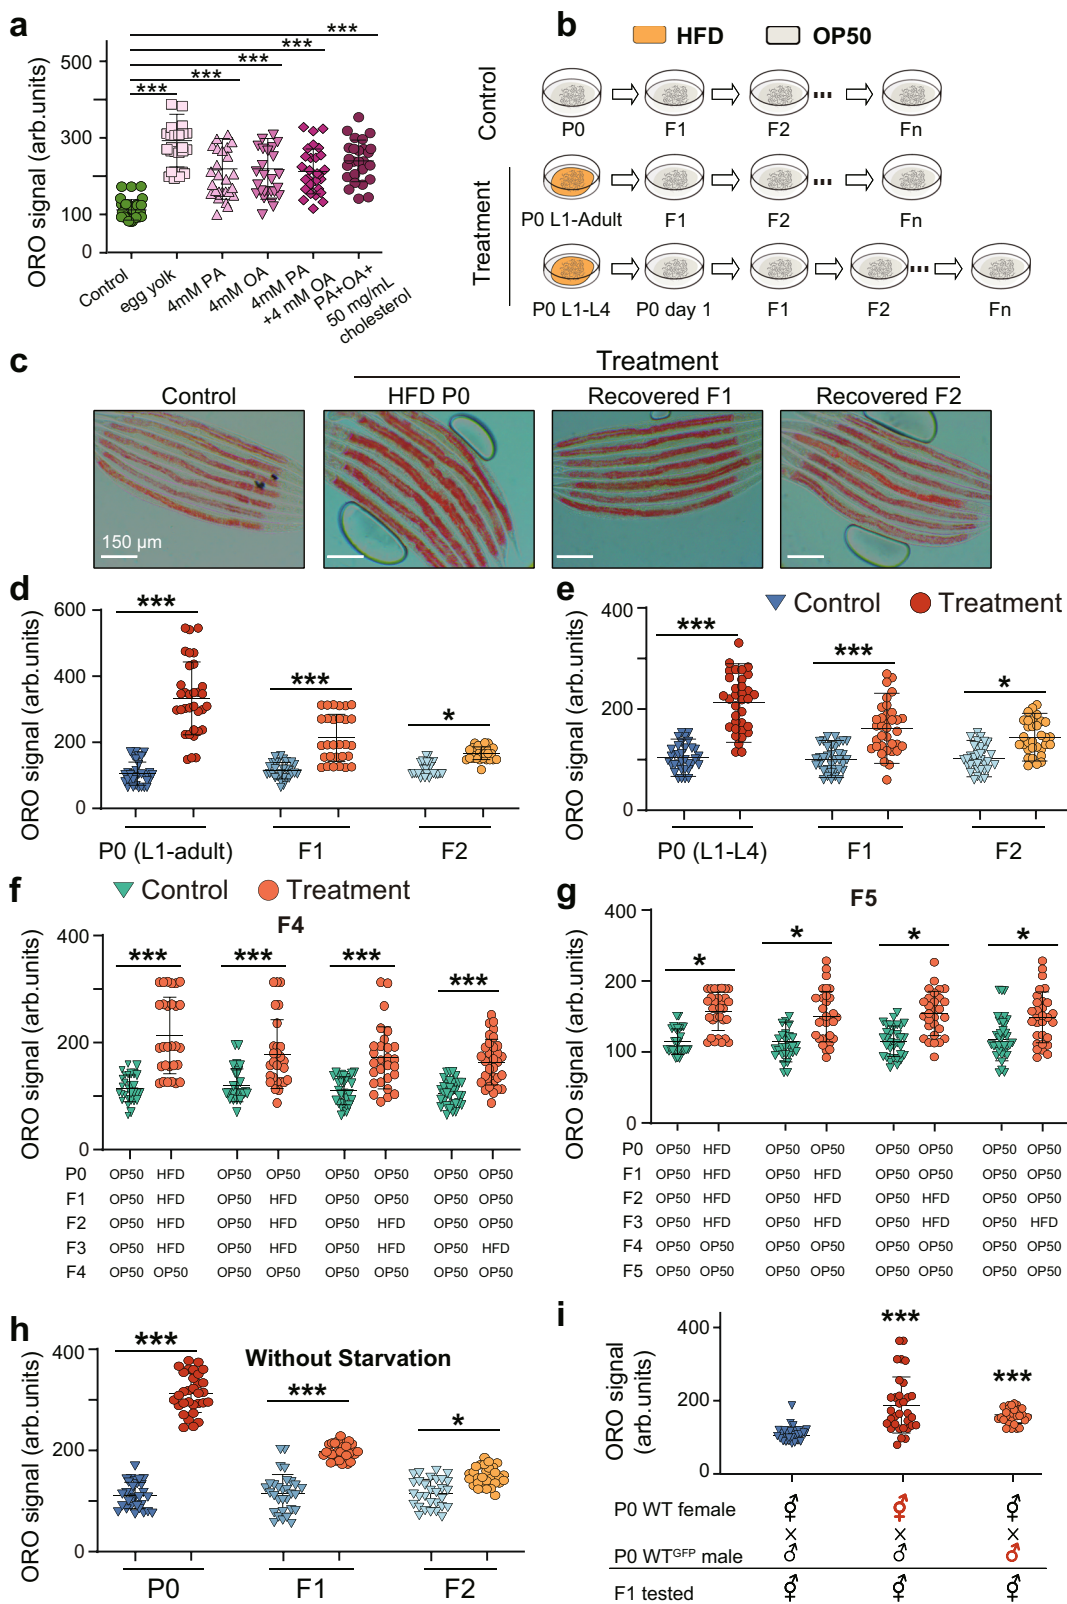 a
***
***
***
***
***
ORO signal (arb.units)
500
300
100
0
Control
egg yolk
4mM PA
4mM OA
4mM PA
+4 mM OA
PA+OA+
50 mg/mL
cholesterol
b
HFD OP50
Control
P0 F1 F2 Fn
Treatment
P0 L1-Adult F1 F2 Fn
P0 L1-L4 P0 day 1 F1 F2 Fn
c
Treatment
Control HFD P0 Recovered F1 Recovered F2
150 µm
d
ORO signal (arb.units)
600
400
200
0
*** *** *
P0 (L1-adult) F1 F2
e
Control Treatment
ORO signal (arb.units)
400
200
0
*** *** *
P0 (L1-L4) F1 F2
f
Control Treatment
F4
ORO signal (arb.units)
400
200
0
*** *** *** ***
P0 OP50 HFD OP50 OP50 OP50 OP50 OP50 OP50
F1 OP50 HFD OP50 HFD OP50 OP50 OP50 OP50
F2 OP50 HFD OP50 HFD OP50 HFD OP50 OP50
F3 OP50 HFD OP50 HFD OP50 HFD OP50 HFD
F4 OP50 OP50 OP50 OP50 OP50 OP50 OP50 OP50
g
F5
ORO signal (arb.units)
400
200
100
0
* * * *
P0 OP50 HFD OP50 OP50 OP50 OP50 OP50 OP50
F1 OP50 HFD OP50 HFD OP50 OP50 OP50 OP50
F2 OP50 HFD OP50 HFD OP50 HFD OP50 OP50
F3 OP50 HFD OP50 HFD OP50 HFD OP50 HFD
F4 OP50 OP50 OP50 OP50 OP50 OP50 OP50 OP50
F5 OP50 OP50 OP50 OP50 OP50 OP50 OP50 OP50
h
Without Starvation
ORO signal (arb.units)
400
200
0
*** *** *
P0 F1 F2
i
ORO signal
(arb.units)
400
200
0
*** ***
P0 WT female ⚥ ⚥ ⚥
× × ×
P0 WTGFP male ♂ ♂ ♂
F1 tested ⚥ ⚥ ⚥